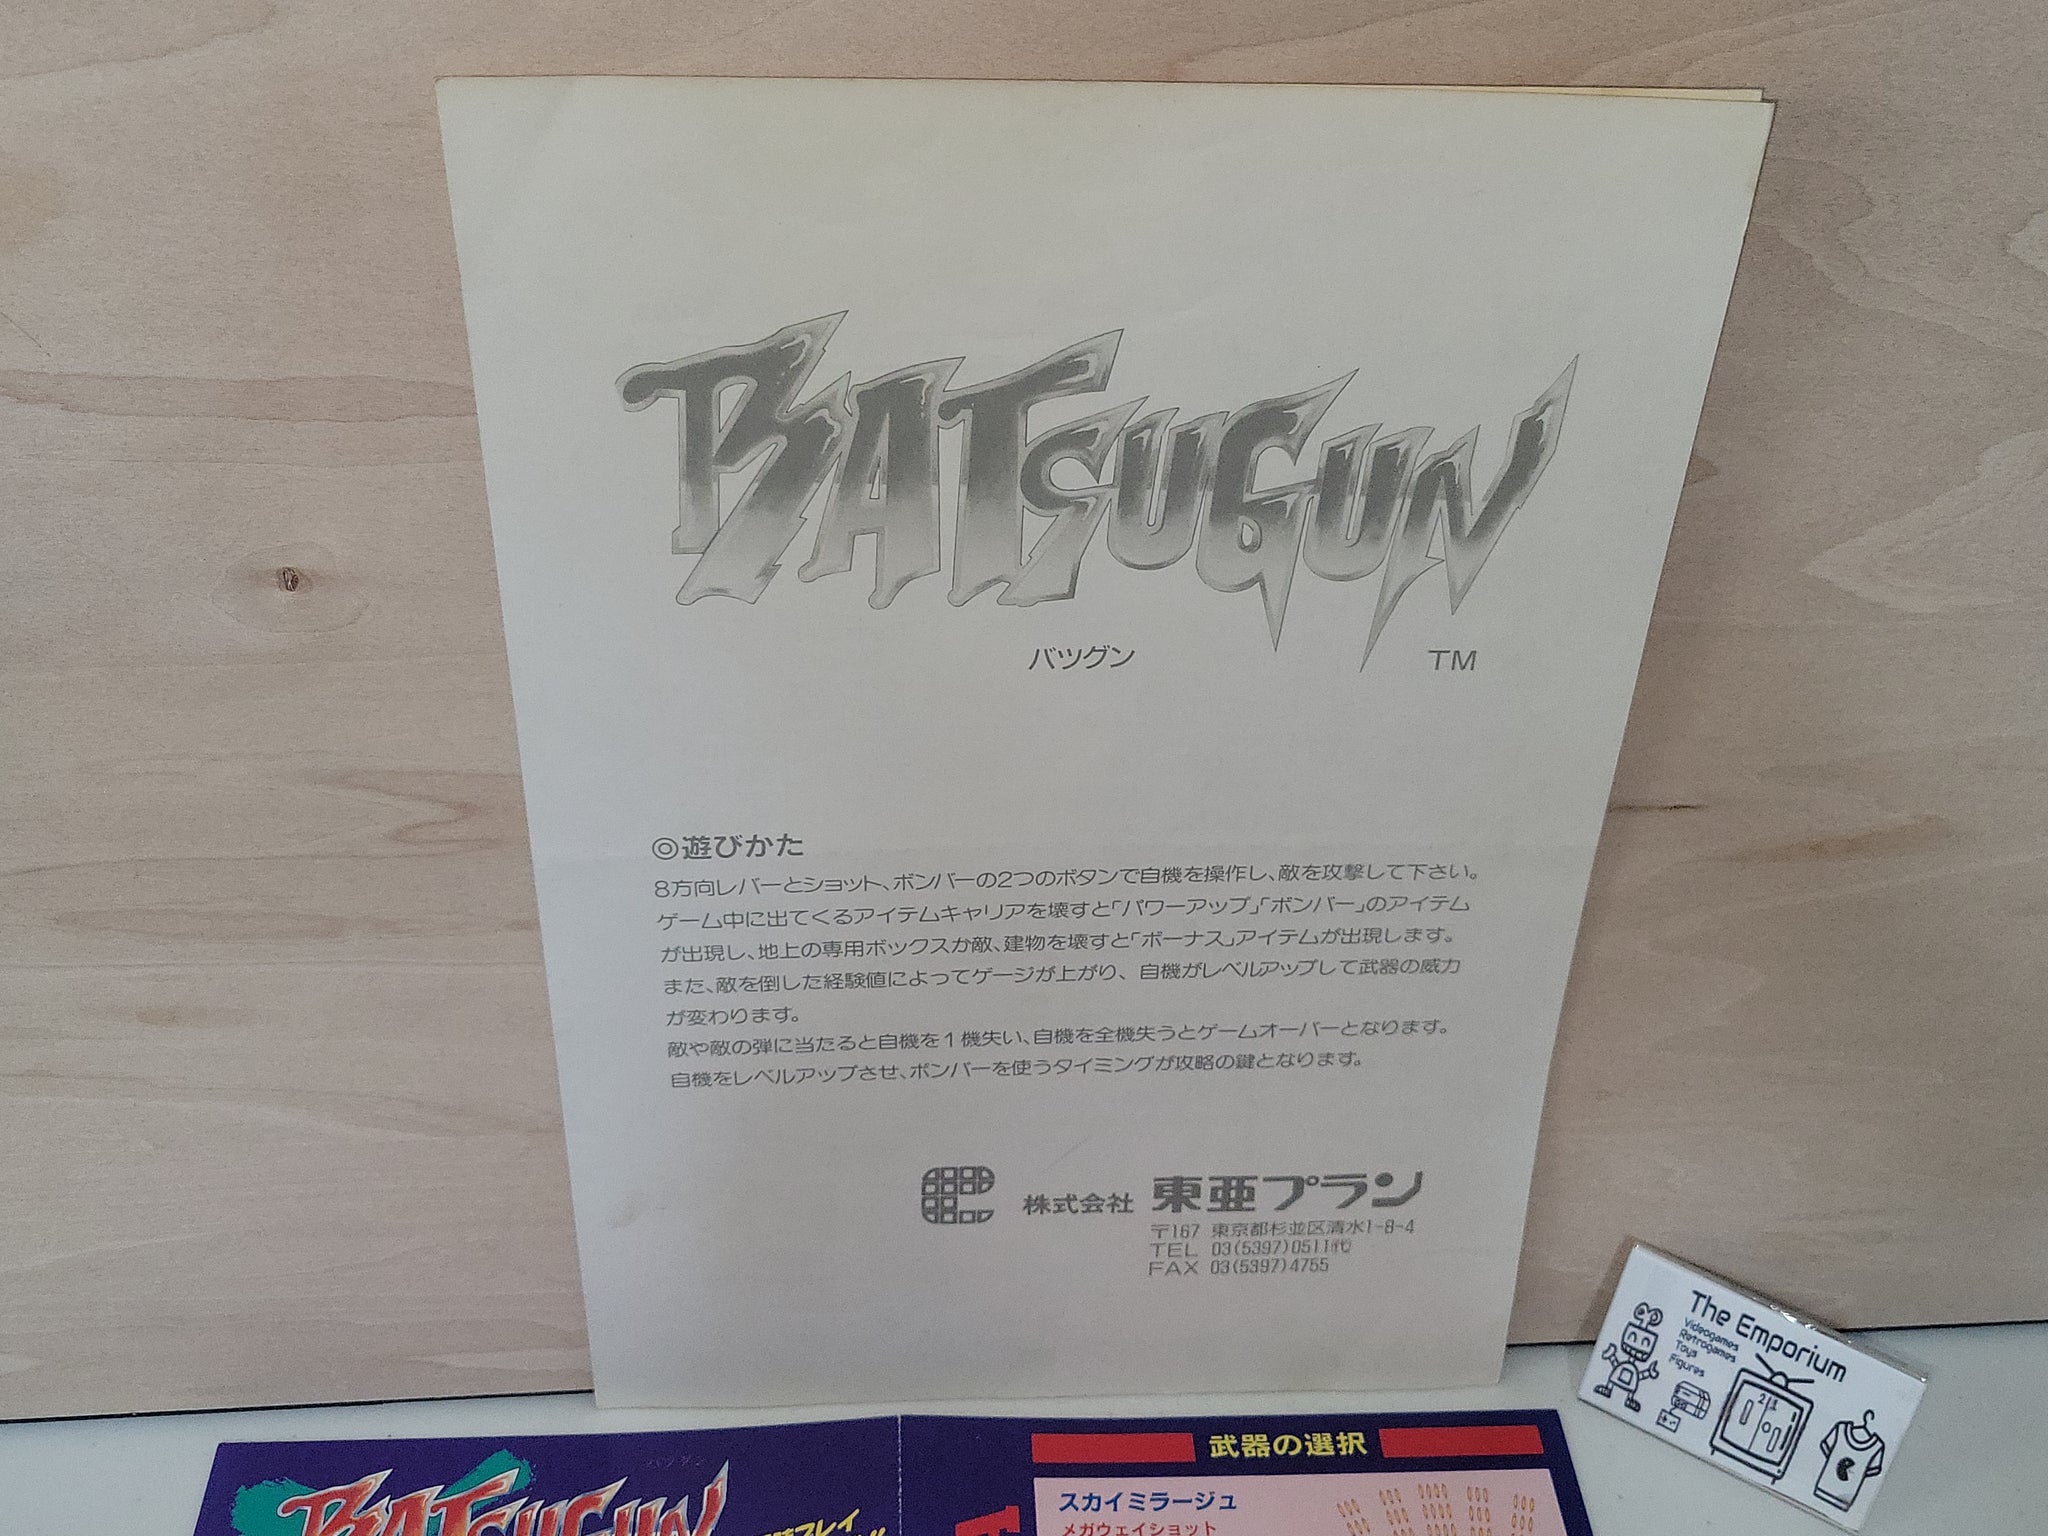 BATSUGUN
バツグン TM
◎遊びかた
8方向レバーとショット、ボンバーの2つのボタンで自機を操作し、敵を攻撃して下さい。
ゲーム中に出てくるアイテムキャリアを壊すと｢パワーアップ｣｢ボンバー｣のアイテム
が出現し、地上の専用ボックスか敵、建物を壊すと｢ボーナス｣アイテムが出現します。
また、敵を倒した経験値によってゲージが上がり、自機がレベルアップして武器の威力
が変わります。
敵や敵の弾に当たると自機を1機失い、自機を全機失うとゲームオーバーとなります。
自機をレベルアップさせ、ボンバーを使うタイミングが攻略の鍵となります。
株式会社 東亜プラン
〒167 東京都杉並区清水1-8-4
TEL 03(5397)0511代
FAX 03(5397)4755
The Emporium
Videogames
Retrogames
Toys
Figures
BATSUGUN
プレイ
武器の選択
スカイミラージュ
メガウェイショット